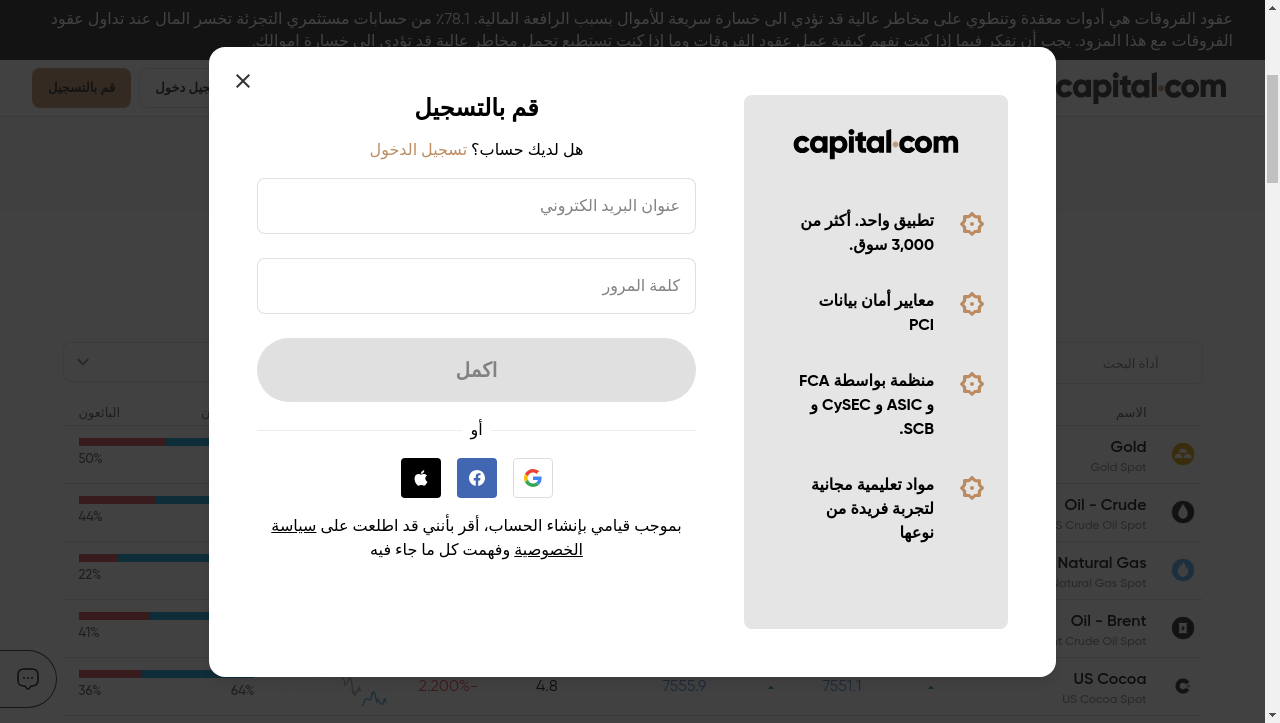 عقود الفروقات هي أدوات معقدة وتنطوي على مخاطر عالية قد تؤدي الى خسارة سريعة للأموال بسبب الرافعة المالية. 78.1٪ من حسابات مستثمري التجزئة تخسر المال عند تداول عقود
الفروقات مع هذا المزود. يجب أن تفكر فيما إذا كنت تفهم كيفية عمل عقود الفروقات وما إذا كنت تستطيع تحمل مخاطر عالية قد تؤدي الى خسارة اموالك.
capital.com
دخول
قم بالتسجيل
قم بالتسجيل
هل لديك حساب؟ تسجيل الدخول
عنوان البريد الكتروني
كلمة المرور
اكمل
أو
بموجب قيامي بإنشاء الحساب، أقر بأنني قد اطلعت على سياسة
الخصوصية وفهمت كل ما جاء فيه
capital.com
تطبيق واحد. أكثر من
3,000 سوق.
معايير أمان بيانات
PCI
منظمة بواسطة FCA
و ASIC و CySEC و
SCB.
مواد تعليمية مجانية
لتجربة فريدة من
نوعها
أداة البحث
الاسم
البائعون
Gold
Gold Spot
50%
Oil - Crude
Crude Oil Spot
44%
Natural Gas
Natural Gas Spot
22%
Oil - Brent
Crude Oil Spot
41%
US Cocoa
US Cocoa Spot
7551.1
7555.9
4.8
-2.200%
64%
36%